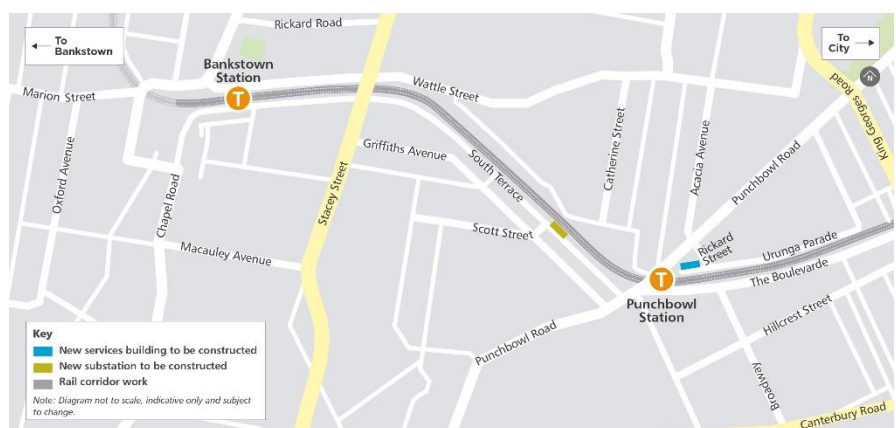 To
Bankstown
Rickard Road
To
City
Bankstown
Station
T
N
Marion Street
Wattle Street
King Georges Road
Oxford Avenue
Chapel Road
Stacey Street
Griffiths Avenue
South Terrace
Catherine Street
Acacia Avenue
Punchbowl Road
Scott Street
Macauley Avenue
Rickard
Street
Urunga Parade
The Boulevarde
T
Punchbowl
Station
Hillcrest Street
Punchbowl Road
Broadway
Canterbury Road
Key
New services building to be constructed
New substation to be constructed
Rail corridor work
Note: Diagram not to scale, indicative only and subject
to change.